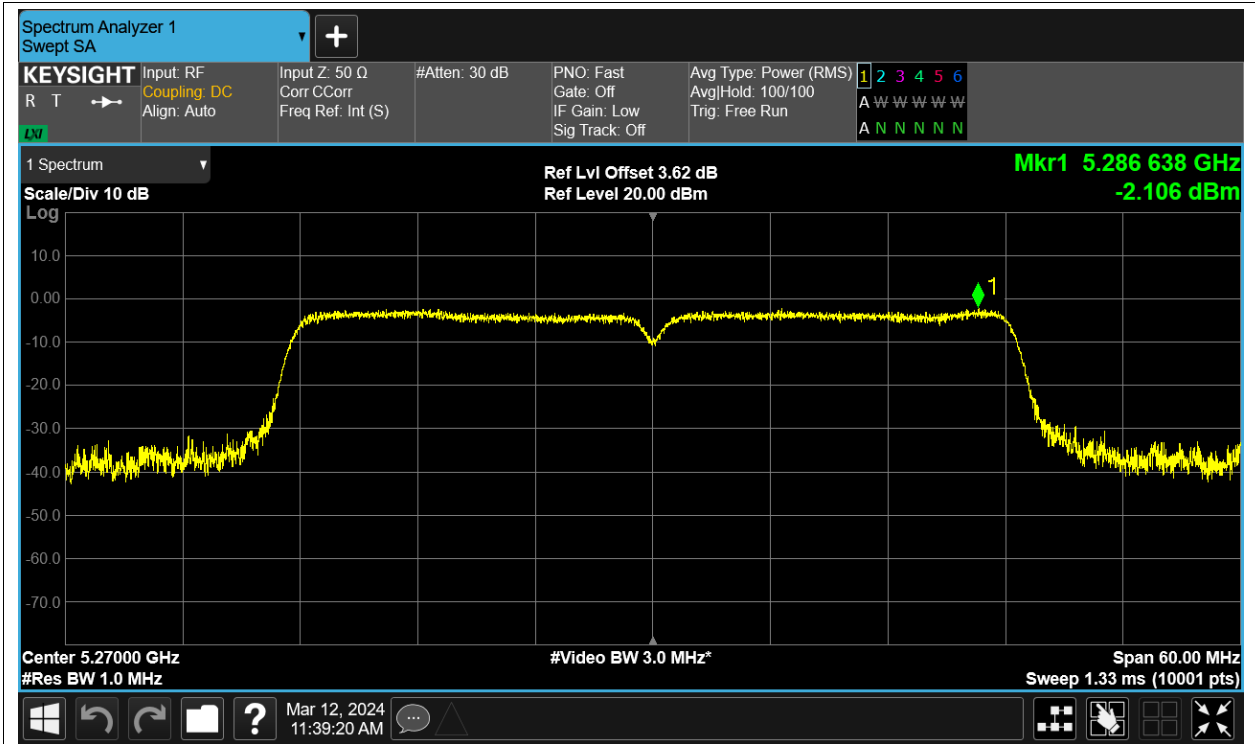 Spectrum Analyzer 1
Swept SA
KEYSIGHT
R T
LXI
Input: RF
Coupling: DC
Align: Auto
Input Z: 50 Ω
Corr CCorr
Freq Ref: Int (S)
#Atten: 30 dB
PNO: Fast
Gate: Off
IF Gain: Low
Sig Track: Off
Avg Type: Power (RMS)
Avg|Hold: 100/100
Trig: Free Run
1 2 3 4 5 6
A W W W W W
A N N N N N
1 Spectrum
Scale/Div 10 dB
Log
Ref Lvl Offset 3.62 dB
Ref Level 20.00 dBm
Mkr1 5.286 638 GHz
-2.106 dBm
10.0
0.00
-10.0
-20.0
-30.0
-40.0
-50.0
-60.0
-70.0
1
Center 5.27000 GHz
#Res BW 1.0 MHz
#Video BW 3.0 MHz*
Span 60.00 MHz
Sweep 1.33 ms (10001 pts)
?
Mar 12, 2024
11:39:20 AM